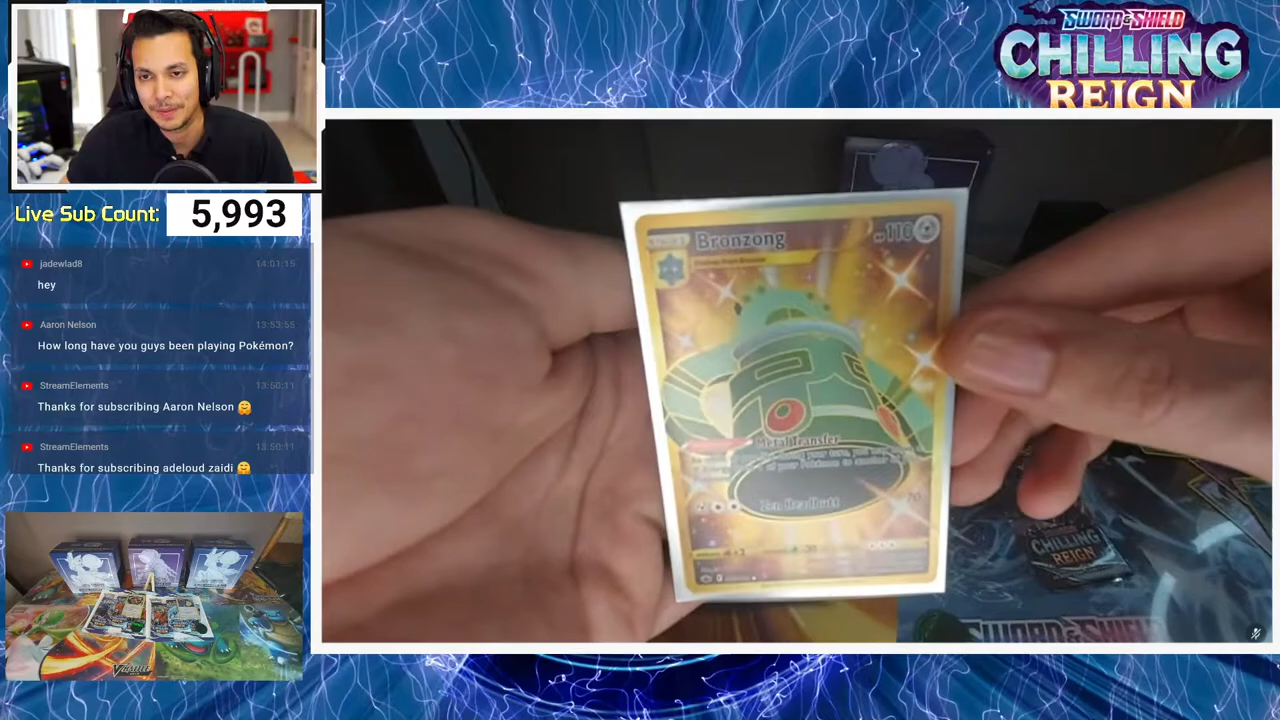 SWORD & SHIELD
CHILLING
REIGN
Live Sub Count:
5,993
jadewlad8 14:01:15
hey
Aaron Nelson 13:53:55
How long have you guys been playing Pokémon?
StreamElements 13:50:11
Thanks for subscribing Aaron Nelson 🤗
StreamElements 13:50:11
Thanks for subscribing adeloud zaidi 🤗
Bronzong
HP 110
Metal Transfer
Zen Headbutt
70
CHILLING
REIGN
SWORD & SHIELD